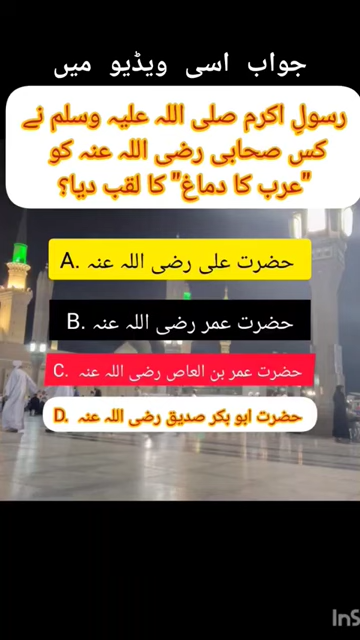 جواب اسی ویڈیو میں
رسولِ اکرم صلی اللہ علیہ وسلم نے
کس صحابی رضی اللہ عنہ کو
"عرب کا دماغ" کا لقب دیا؟
A. حضرت علی رضی اللہ عنہ
B. حضرت عمر رضی اللہ عنہ
C. حضرت عمر بن العاص رضی اللہ عنہ
D. حضرت ابو بکر صدیق رضی اللہ عنہ
InS